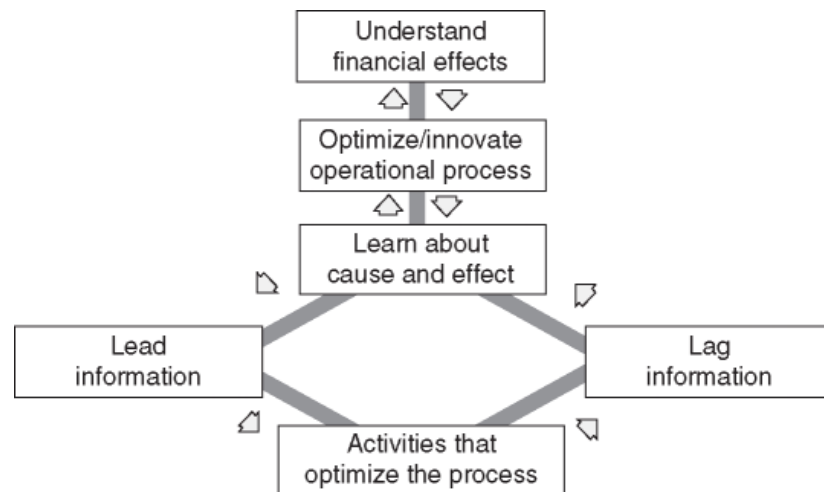 Understand
financial effects
Optimize/innovate
operational process
Learn about
cause and effect
Lead
information
Lag
information
Activities that
optimize the process